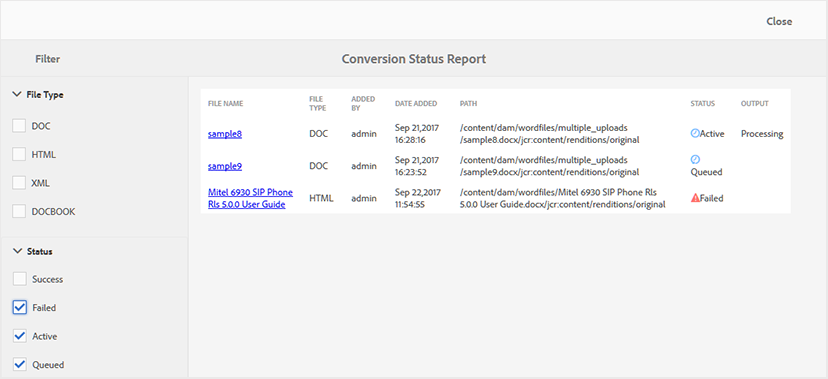 Close
Filter
Conversion Status Report
File Type
DOC
HTML
XML
DOCBOOK
Status
Success
Failed
Active
Queued
FILE NAME FILE TYPE ADDED BY DATE ADDED PATH STATUS OUTPUT
sample8 DOC admin Sep 21,2017 /content/dam/wordfiles/multiple_uploads Active Processing
16:28:16 /sample8.docx/jcr:content/renditions/original
sample9 DOC admin Sep 21,2017 /content/dam/wordfiles/multiple_uploads
16:23:52 /sample9.docx/jcr:content/renditions/original Queued
Mitel 6930 SIP Phone HTML admin Sep 22,2017 /content/dam/wordfiles/Mitel 6930 SIP Phone Rls Failed
Rls 5.0.0 User Guide 11:54:55 5.0.0 User Guide.docx/jcr:content/renditions/original